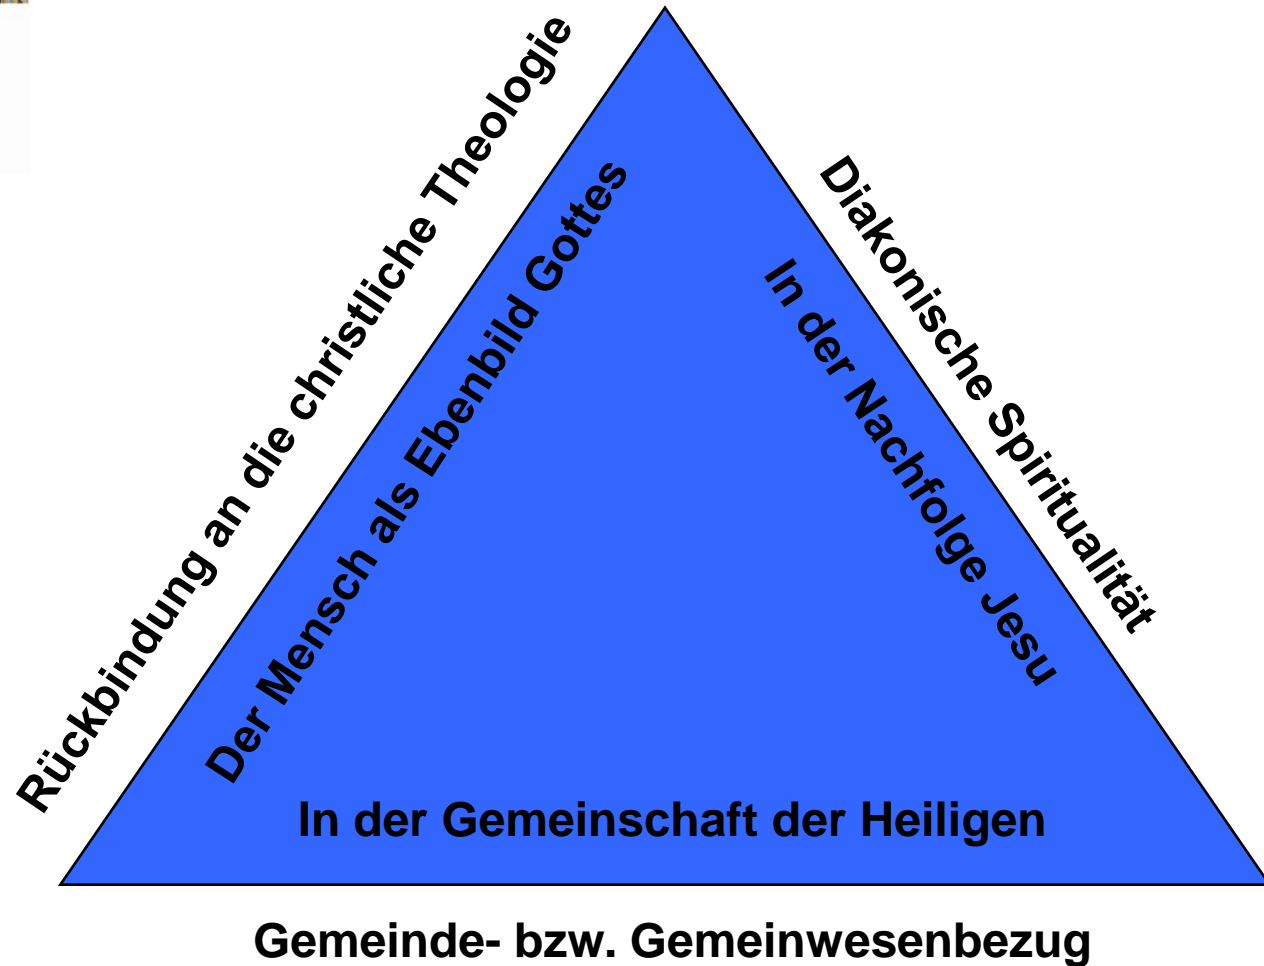 Rückbindung an die christliche Theologie
Der Mensch als Ebenbild Gottes
Diakonische Spiritualität
In der Nachfolge Jesu
In der Gemeinschaft der Heiligen
Gemeinde- bzw. Gemeinwesenbezug